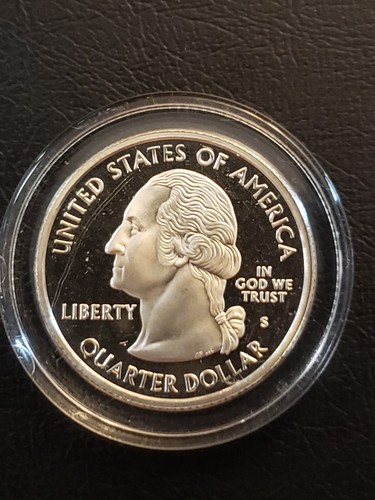 UNITED STATES OF AMERICA
LIBERTY
IN
GOD WE
TRUST
S
QUARTER DOLLAR